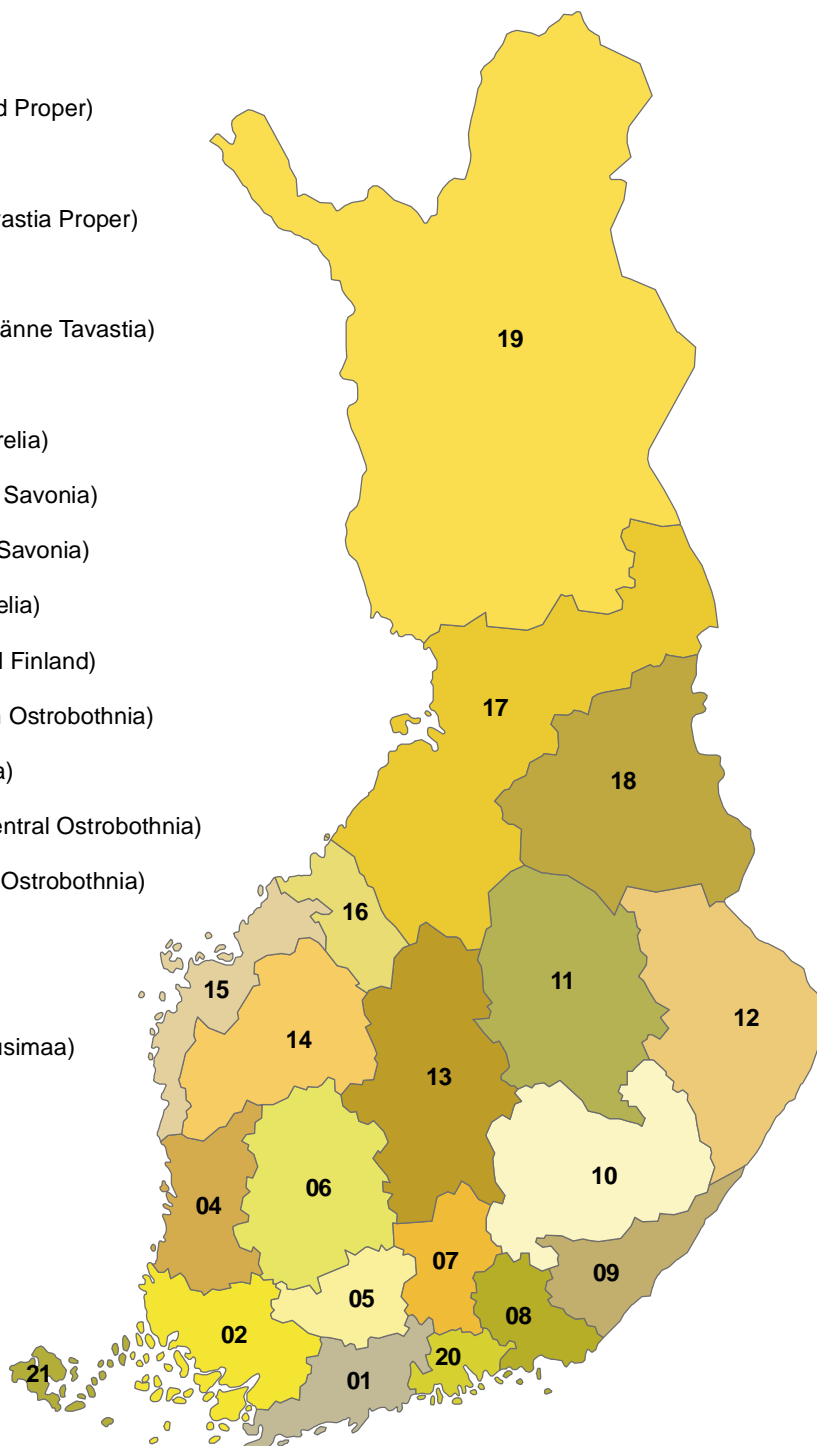 d Proper)
astia Proper)
änne Tavastia)
19
relia)
Savonia)
Savonia)
elia)
l Finland)
17
n Ostrobothnia)
a)
18
entral Ostrobothnia)
Ostrobothnia)
16
11
15
12
14
usimaa)
13
10
06
04
07
09
05
08
02
20
21
01